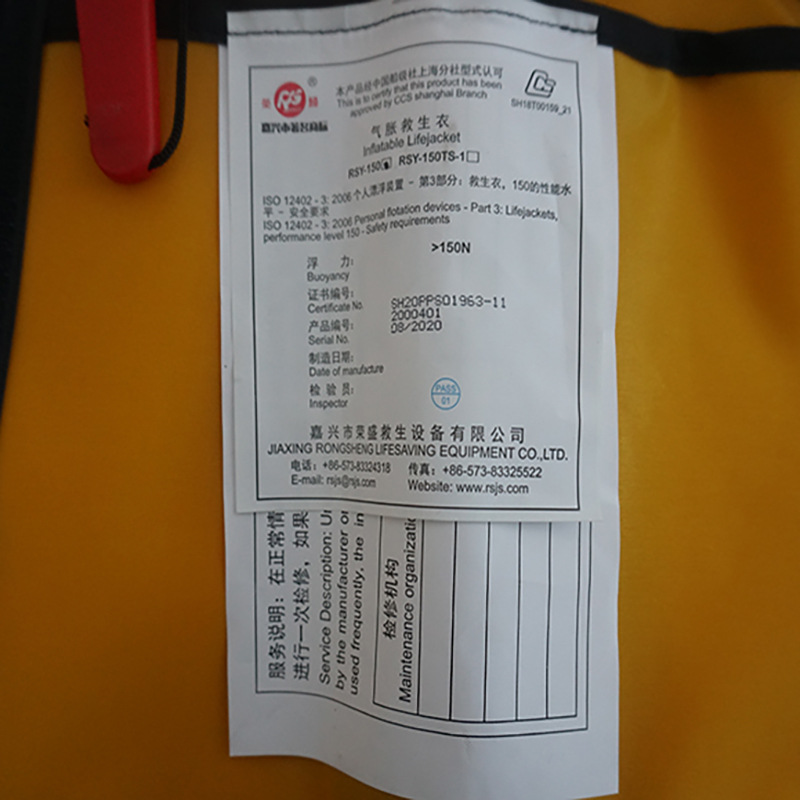 荣 RSJS 盛 ®
嘉兴市著名商标
本产品经中国船级社上海分社型式认可
This is to certify that this product has been
approved by CCS shanghai Branch
CS
SH18T00159_21
气胀救生衣
Inflatable Lifejacket
RSY-150 RSY-150TS-1□
ISO 12402 - 3: 2006 个人漂浮装置 - 第3部分：救生衣，150的性能水
平 - 安全要求
ISO 12402 - 3: 2006 Personal flotation devices - Part 3: Lifejackets,
performance level 150 - Safety requirements
>150N
浮 力:
Buoyancy
证书编号:
Certificate No.
SH20PPS01963-11
2000401
产品编号:
08/2020
Serial No.
制造日期:
Date of manufacture
检 验 员:
Inspector
PASS
01
嘉兴市荣盛救生设备有限公司
JIAXING RONGSHENG LIFESAVING EQUIPMENT CO.,LTD.
电话：+86-573-83324318 传真：+86-573-83325522
E-mail: rsjs@rsjs.com Website: www.rsjs.com
服务说明：在正常情
进行一次检修，如果
Service Description:
by the manufacturer
used frequently, the in
检修机构
Maintenance